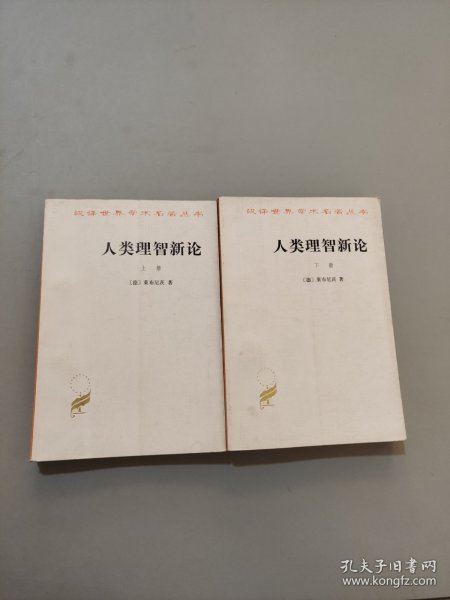 汉译世界学术名著丛书
人类理智新论
上册
〔德〕莱布尼茨 著
汉译世界学术名著丛书
人类理智新论
下册
〔德〕莱布尼茨 著
孔夫子旧书网
www.kongfz.com